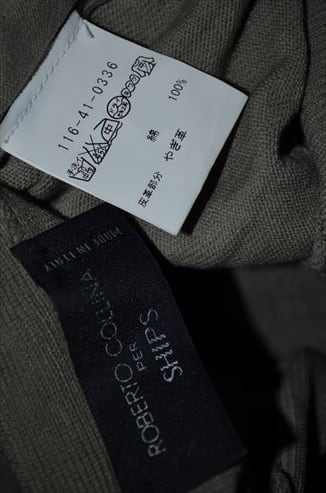 116-41-0336
綿 100%
皮革部分 やぎ革
MADE IN ITALY
ROBERTO COLLINA
PER
SHIPS